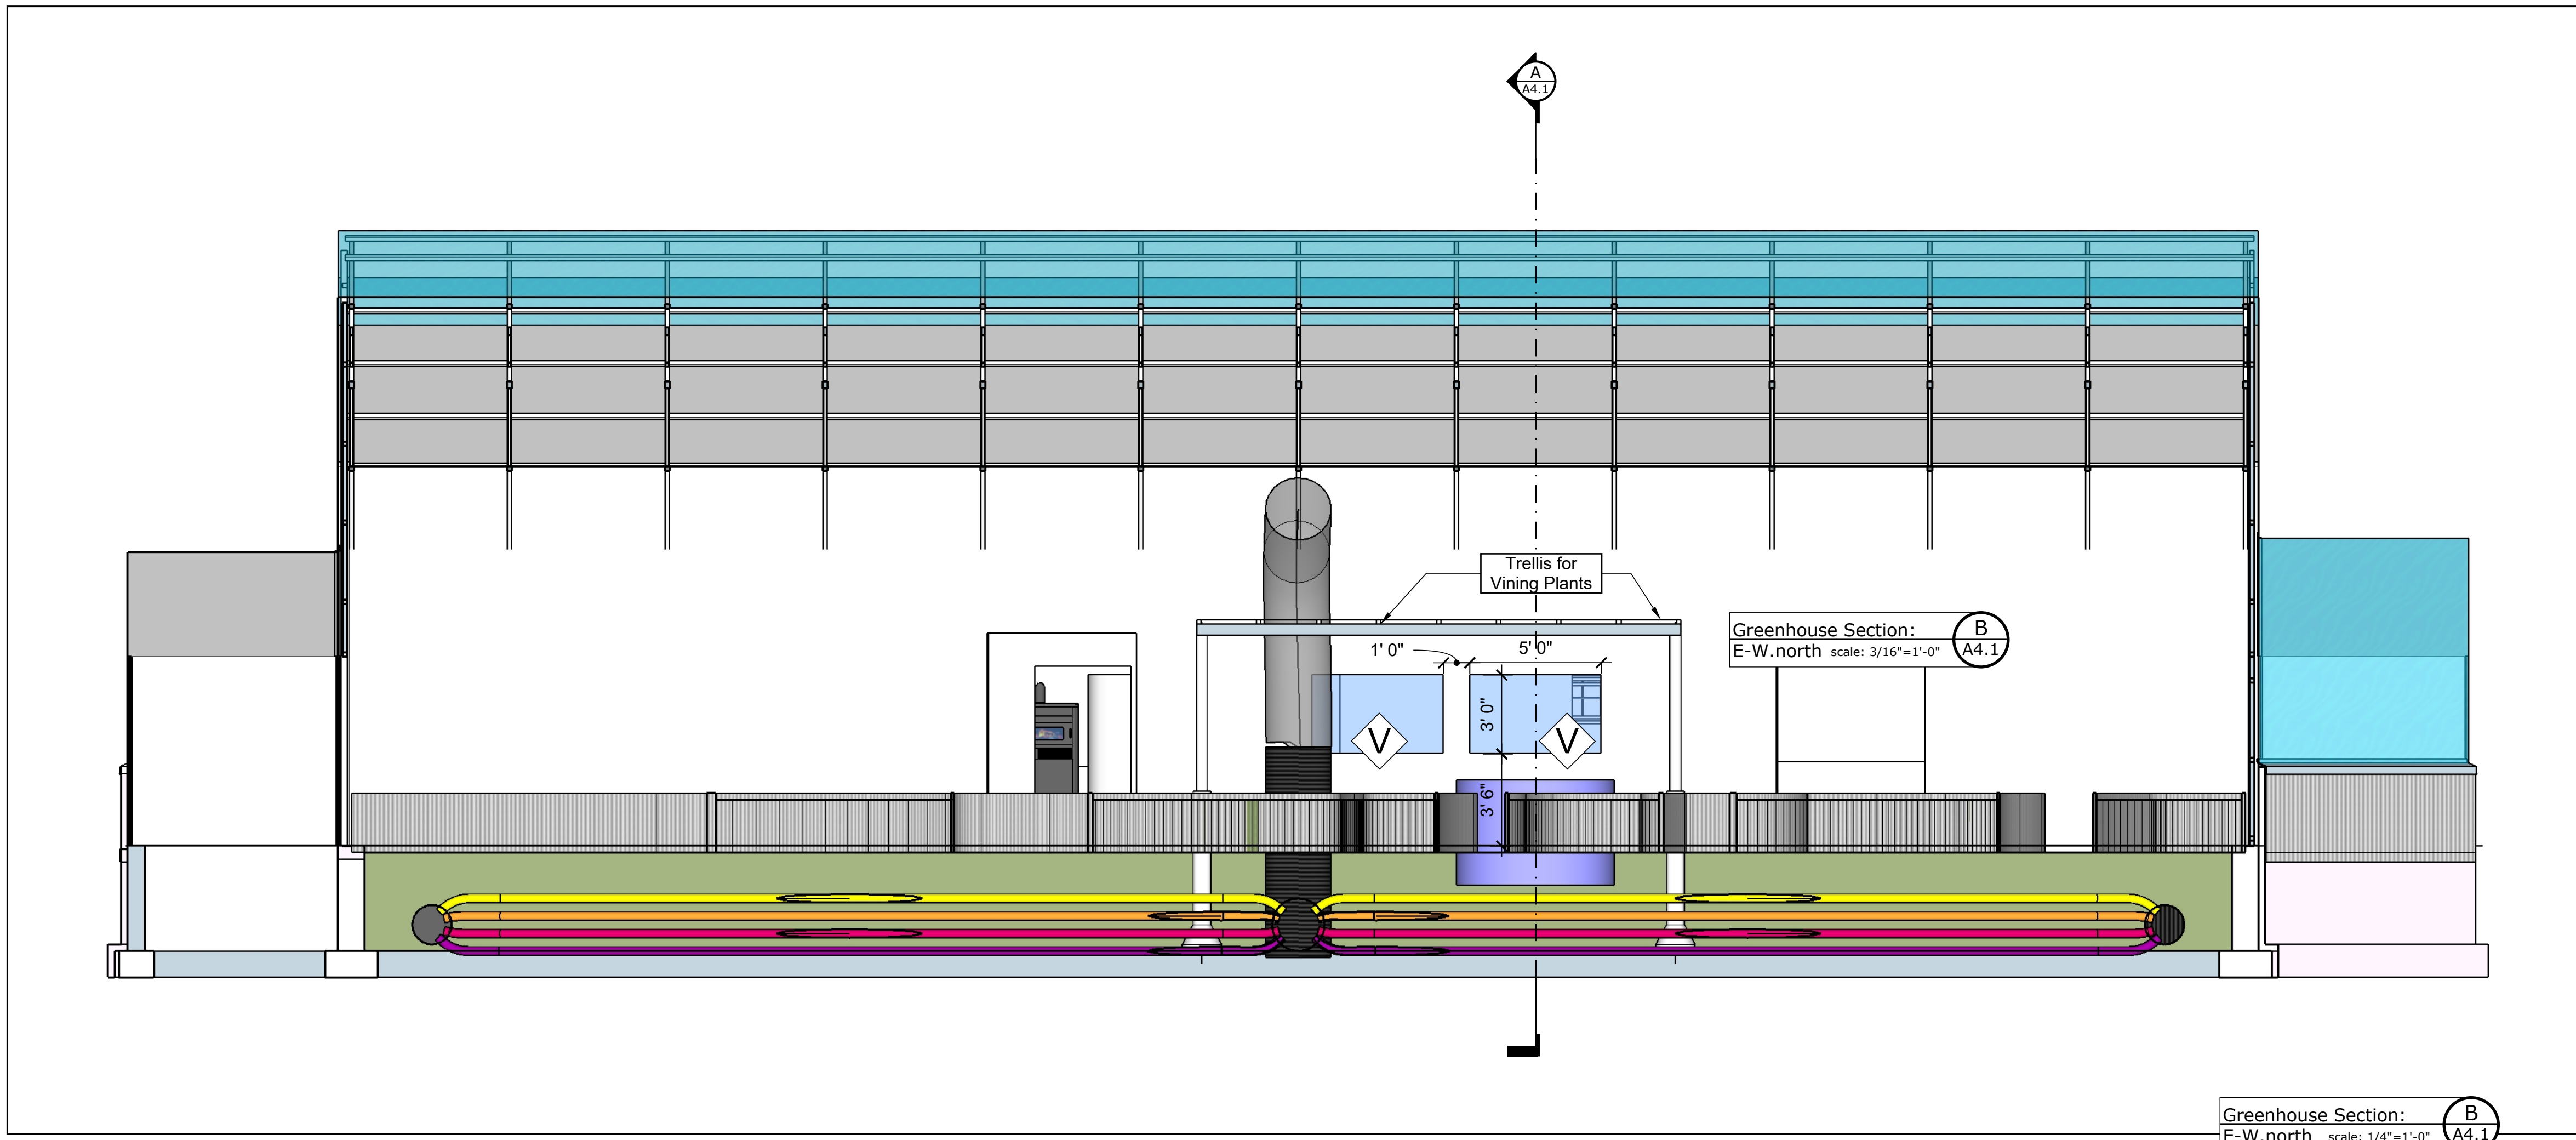 A
A4.1
Trellis for
Vining Plants
Greenhouse Section:
E-W.north scale: 3/16"=1'-0"
B
A4.1
1' 0"
5' 0"
3' 0"
V
V
3' 6"
Greenhouse Section:
E-W.north scale: 1/4"=1'-0"
B
A4.1